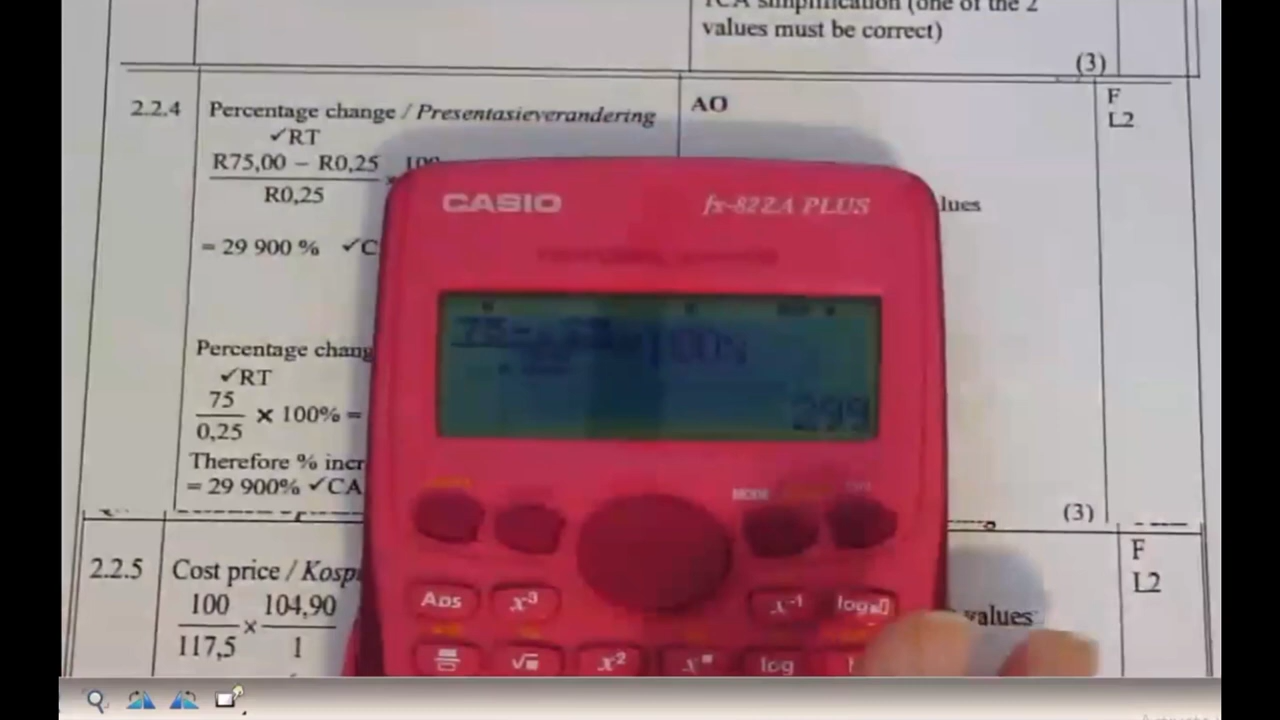 values must be correct)
(3)
2.2.4
Percentage change / Presentasieverandering
✓RT
R75,00 − R0,25
R0,25
= 29 900 % ✓C
AO
F
L2
lues
CASIO
fx-82ZA PLUS
299
Percentage chang
✓RT
75
0,25
× 100% =
Therefore % incr
= 29 900% ✓CA
(3)
MODE
2.2.5
Cost price / Kosp
100
117,5
×
104,90
1
F
L2
values
Abs
x³
x⁻¹
log
x²
log